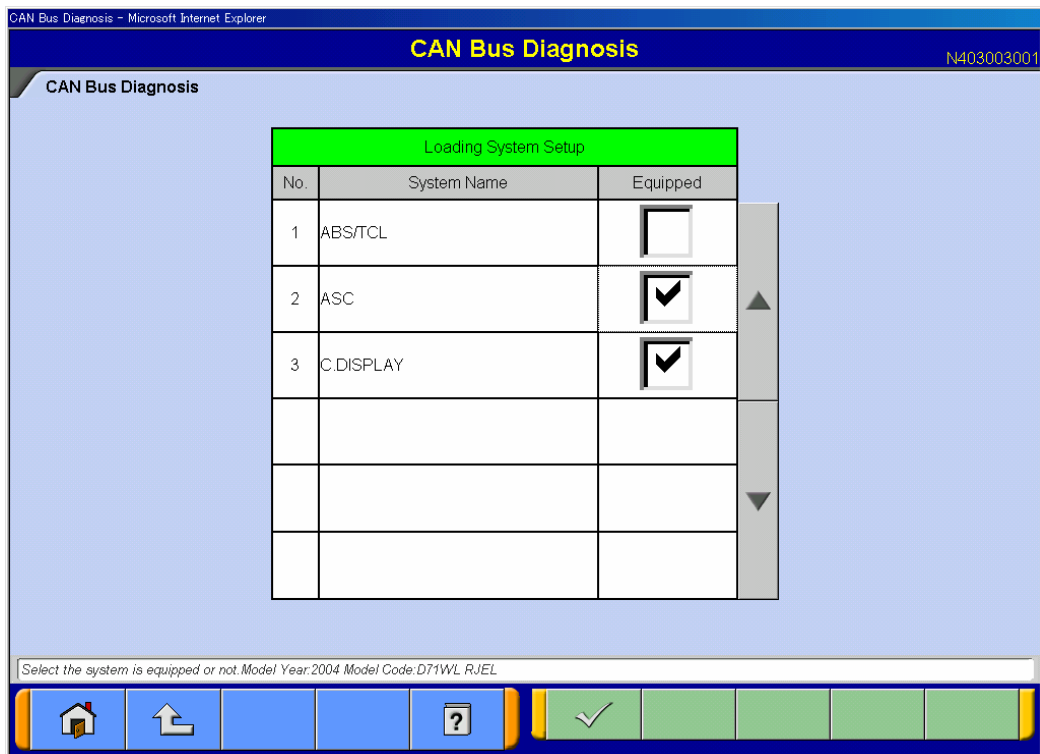 CAN Bus Diagnosis - Microsoft Internet Explorer
CAN Bus Diagnosis
N403003001
CAN Bus Diagnosis
Loading System Setup
No. System Name Equipped
1 ABS/TCL
2 ASC
3 C.DISPLAY
Select the system is equipped or not.Model Year:2004 Model Code:D71WL RJEL
?